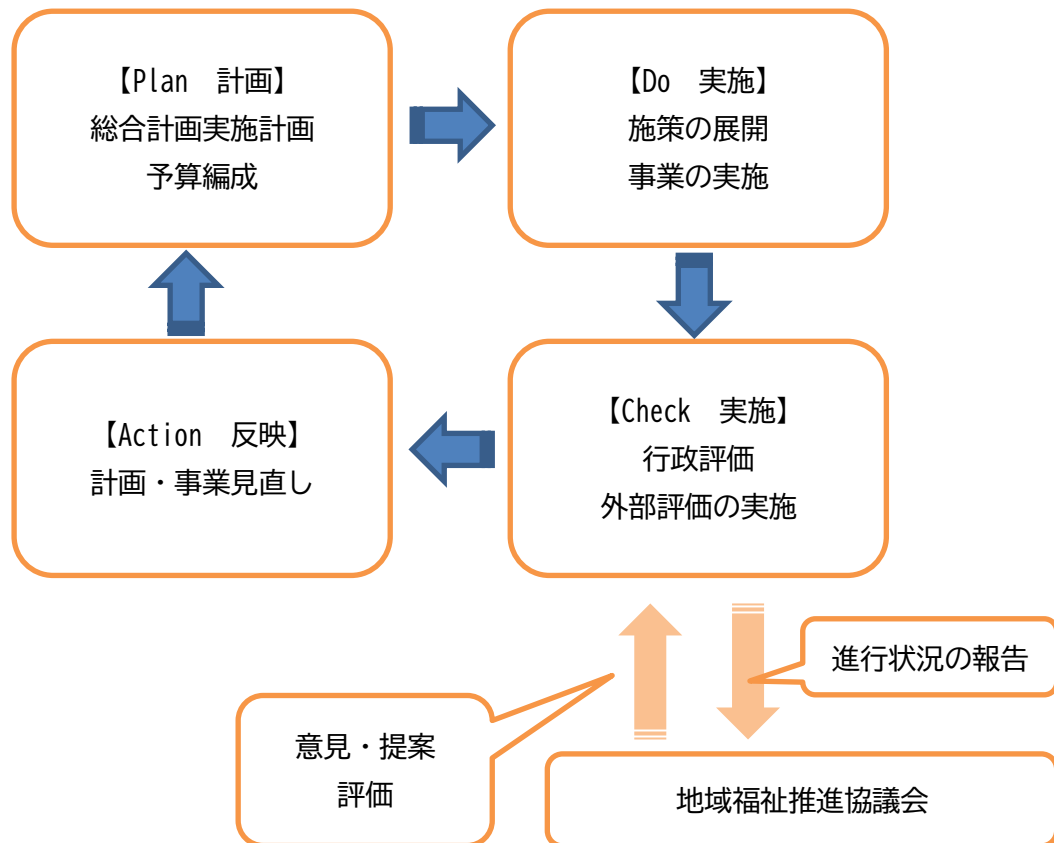 【Plan　計画】
総合計画実施計画
予算編成
【Do　実施】
施策の展開
事業の実施
【Action　反映】
計画・事業見直し
【Check　実施】
行政評価
外部評価の実施
進行状況の報告
意見・提案
評価
地域福祉推進協議会